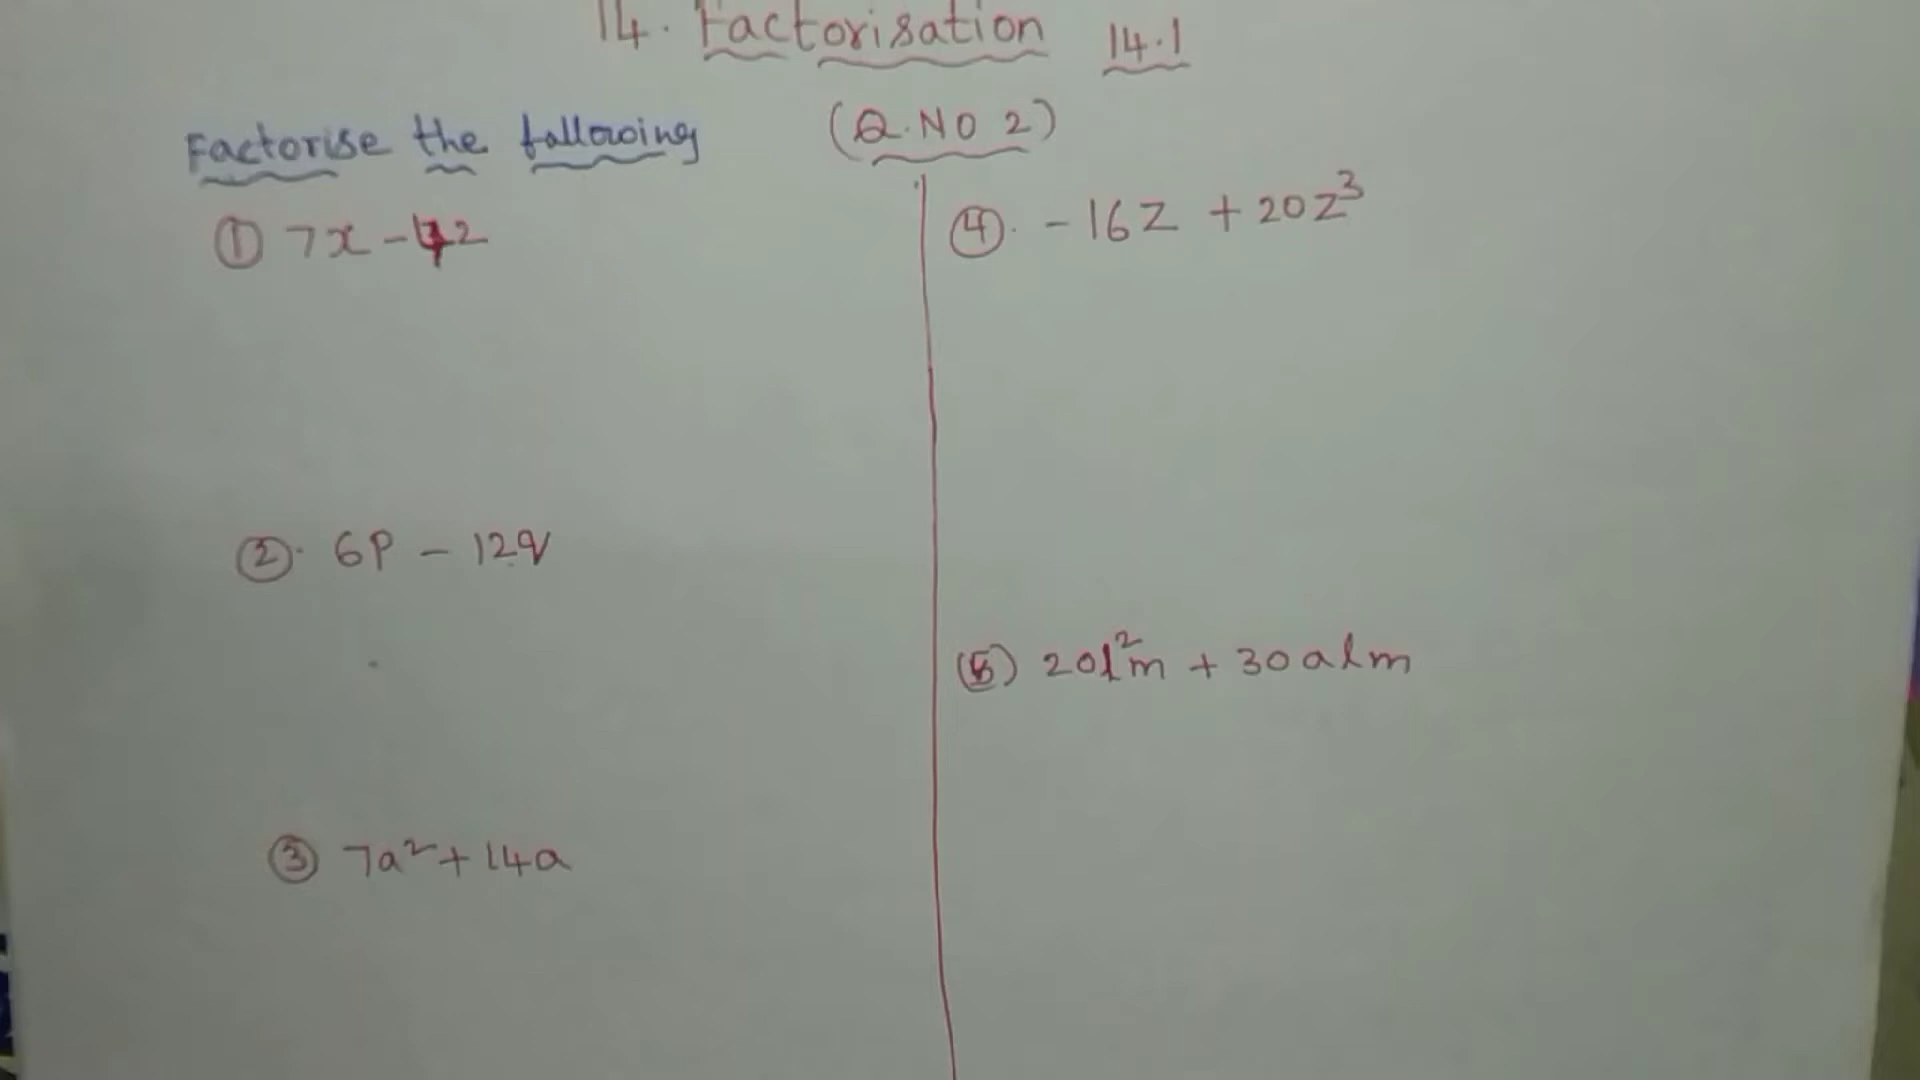 14. Factorisation 14.1
Factorise the following (Q.NO 2)
① 7x - 42
②. 6p - 12q
③ 7a² + 14a
④. -16z + 20z³
(5) 20l²m + 30alm